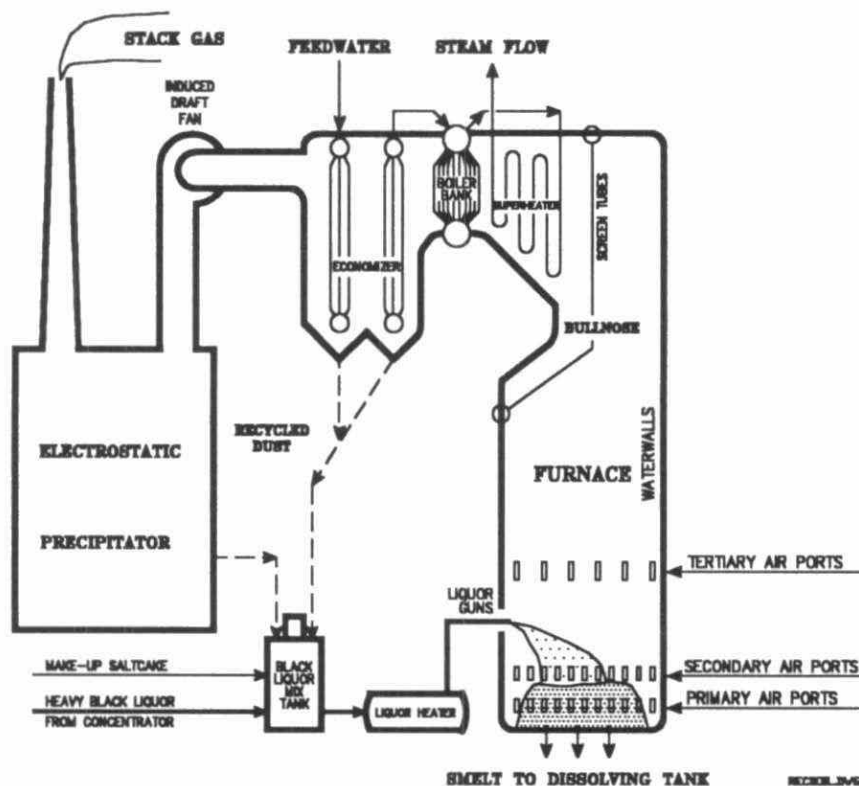 STACK GAS
FEEDWATER
STEAM FLOW
INDUCED
DRAFT
FAN
BOILER
BANK
SUPERHEATER
SCREEN TUBES
ECONOMIZER
BULLNOSE
RECYCLED
DUST
ELECTROSTATIC
PRECIPITATOR
FURNACE
WATERWALLS
TERTIARY AIR PORTS
LIQUOR
GUNS
BLACK
LIQUOR
MIX
TANK
MAKE-UP SALTCAKE
SECONDARY AIR PORTS
HEAVY BLACK LIQUOR
FROM CONCENTRATOR
LIQUOR HEATER
PRIMARY AIR PORTS
SMELT TO DISSOLVING TANK